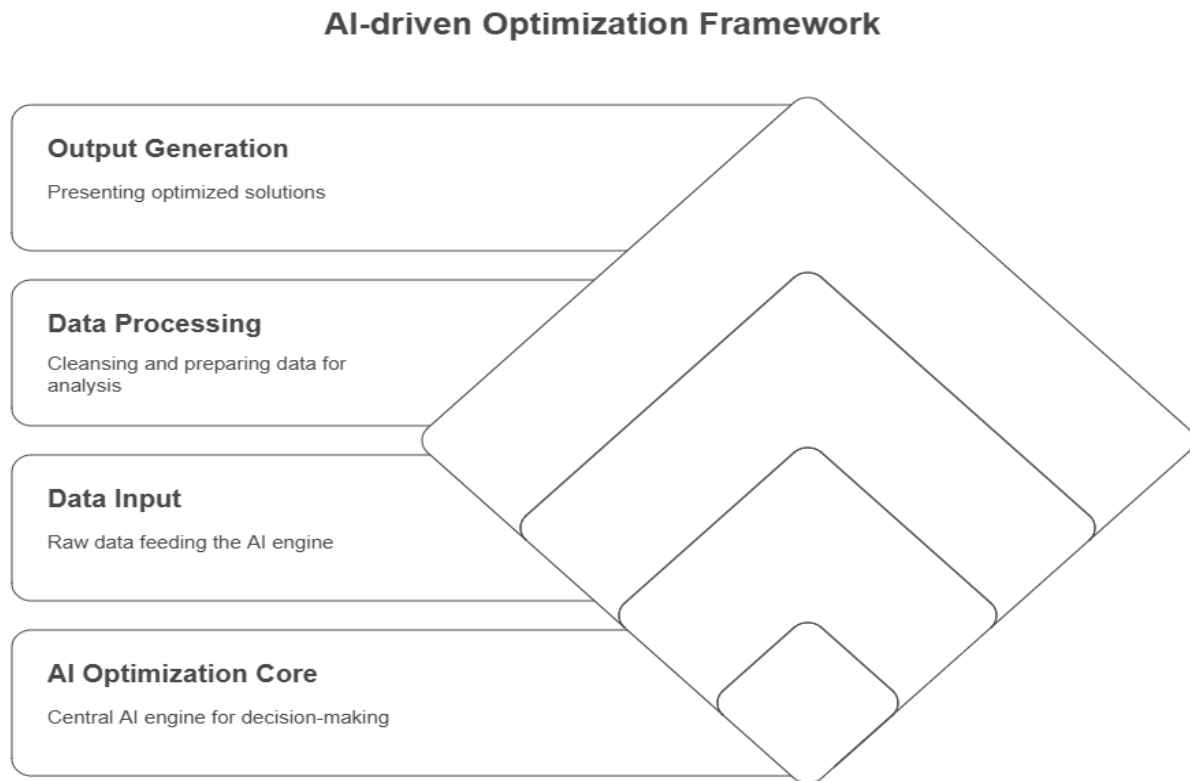 AI-driven Optimization Framework
Output Generation
Presenting optimized solutions
Data Processing
Cleansing and preparing data for
analysis
Data Input
Raw data feeding the AI engine
AI Optimization Core
Central AI engine for decision-making